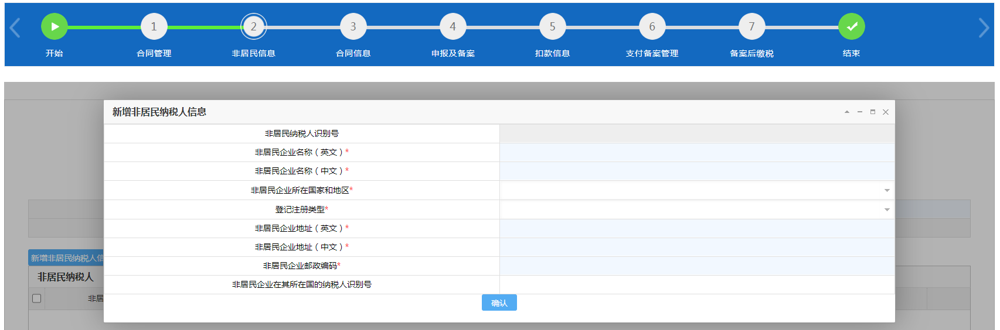 1
2
3
4
5
6
7
开始
合同管理
非居民信息
合同信息
申报及备案
扣款信息
支付备案管理
备案后缴税
结束
新增非居民纳税人信息
非居民纳税人识别号
非居民企业名称（英文）*
非居民企业名称（中文）*
非居民企业所在国家和地区*
登记注册类型*
非居民企业地址（英文）*
非居民企业地址（中文）*
非居民企业邮政编码*
非居民企业在其所在国的纳税人识别号
确认
新增非居民纳税人信
非居民纳税人
非居